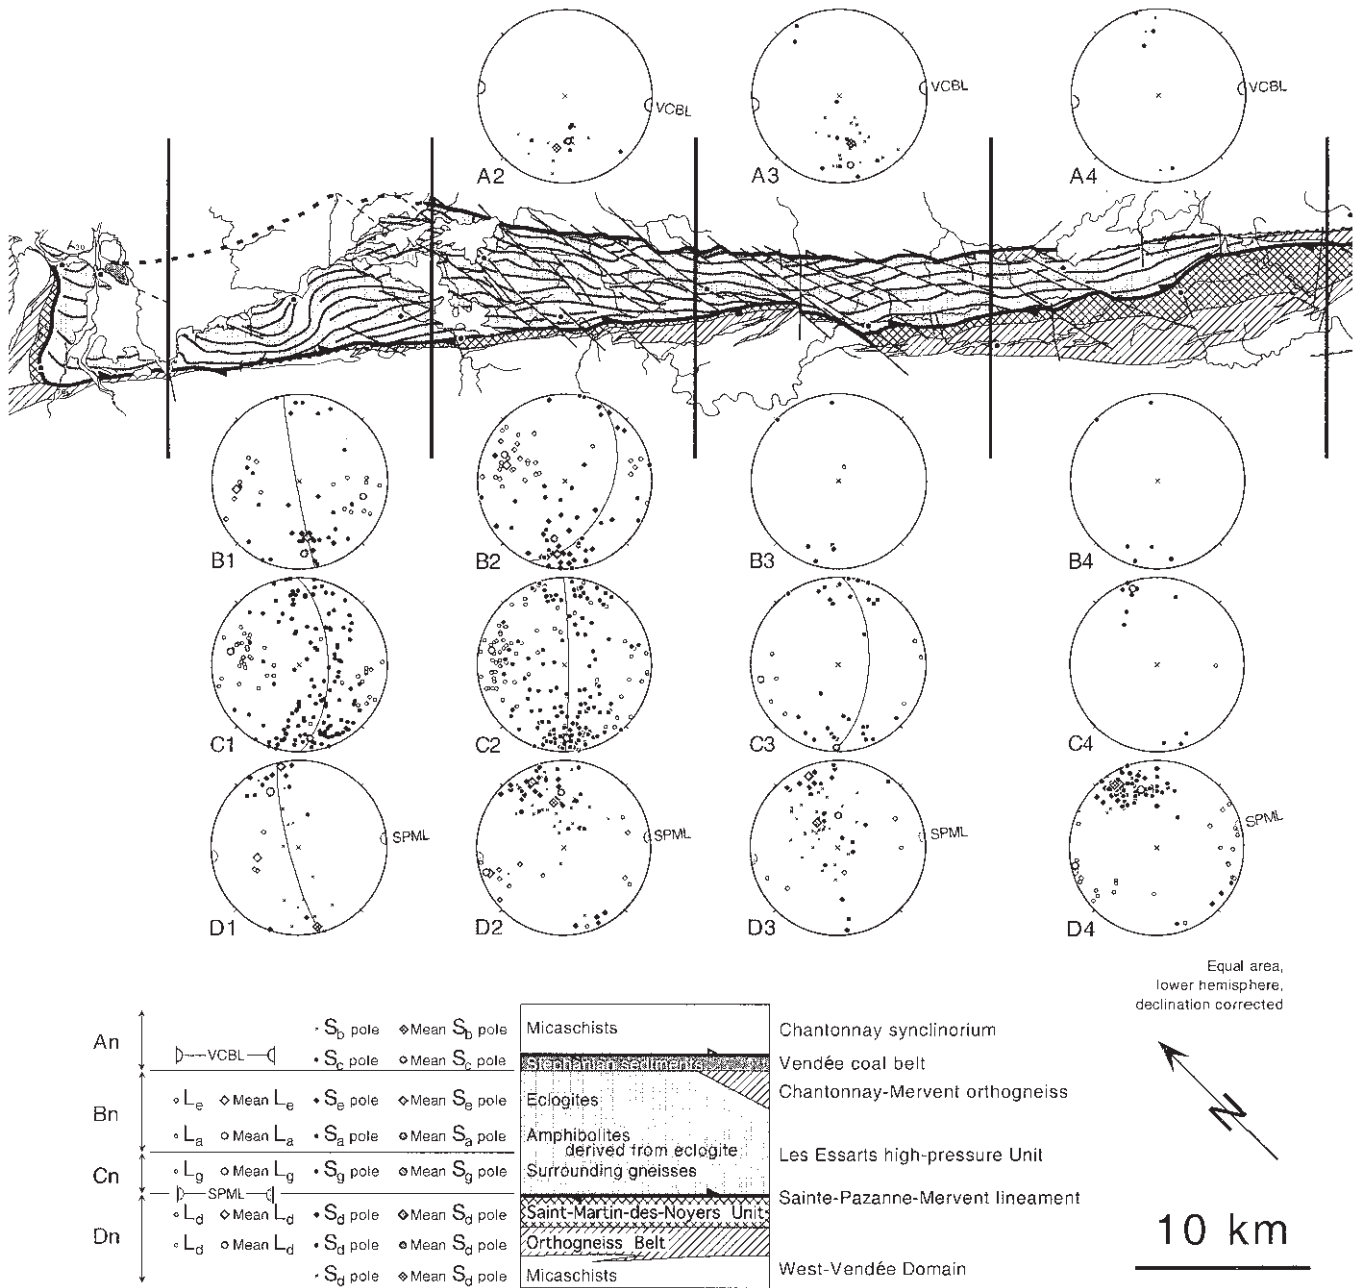 VCBL
VCBL
VCBL
A2
A3
A4
B1
B2
B3
B4
C1
C2
C3
C4
SPML
SPML
SPML
SPML
D1
D2
D3
D4
Equal area,
lower hemisphere,
declination corrected
N
10 km
An
Sb pole Mean Sb pole
VCBL Sc pole Mean Sc pole
Bn
Le Mean Le Se pole Mean Se pole
La Mean La Sa pole Mean Sa pole
Cn
Lg Mean Lg Sg pole Mean Sg pole
SPML
Dn
Ld Mean Ld Sd pole Mean Sd pole
Ld Mean Ld Sd pole Mean Sd pole
Sd pole Mean Sd pole
Micaschists
Stephanian sediments
Eclogites
Amphibolites
derived from eclogite
Surrounding gneisses
Saint-Martin-des-Noyers Unit
Orthogneiss Belt
Micaschists
Chantonnay synclinorium
Vendée coal belt
Chantonnay-Mervent orthogneiss
Les Essarts high-pressure Unit
Sainte-Pazanne-Mervent lineament
West-Vendée Domain